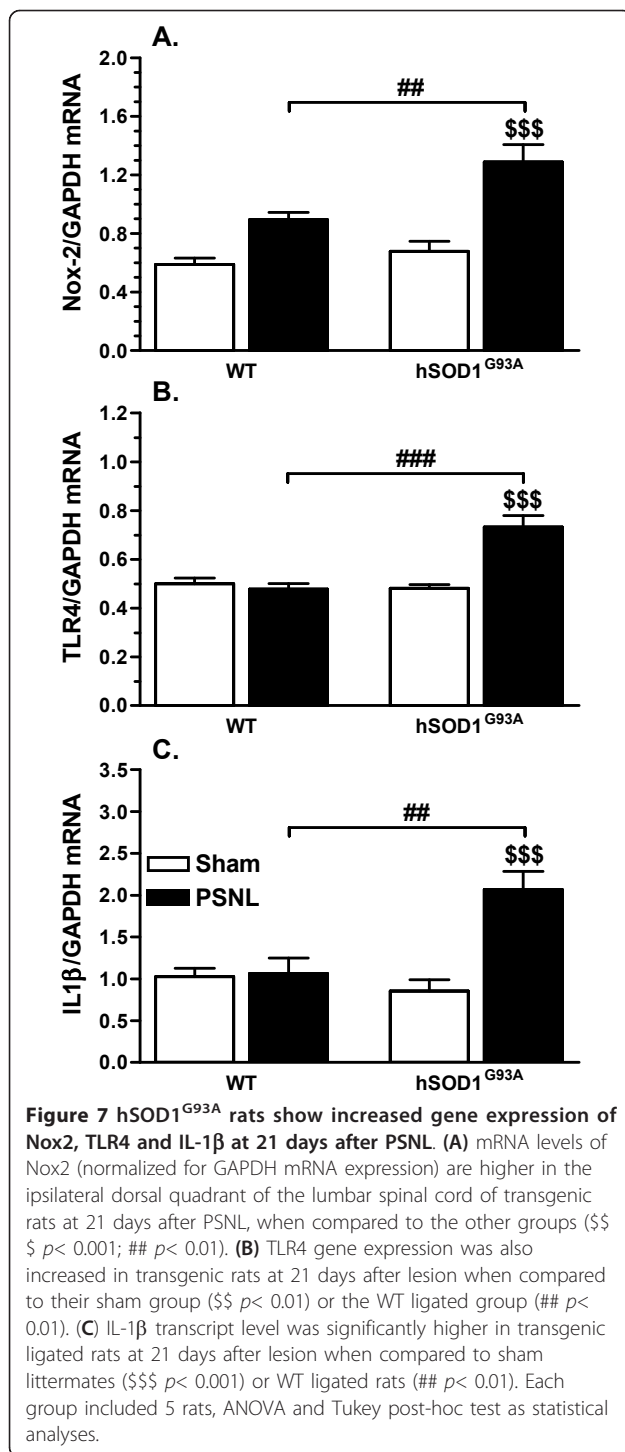 A.
2.0
##
$$$
1.6
1.2
0.8
0.4
0.0
Nox-2/GAPDH mRNA
WT
hSOD1G93A
B.
1.2
###
1.0
$$$
0.8
0.6
0.4
0.2
0.0
TLR4/GAPDH mRNA
WT
hSOD1G93A
C.
3.5
3.0
##
2.5
$$$
2.0
1.5
1.0
0.5
0.0
Sham
PSNL
IL1β/GAPDH mRNA
WT
hSOD1G93A
Figure 7 hSOD1G93A rats show increased gene expression of
Nox2, TLR4 and IL-1β at 21 days after PSNL. (A) mRNA levels of
Nox2 (normalized for GAPDH mRNA expression) are higher in the
ipsilateral dorsal quadrant of the lumbar spinal cord of transgenic
rats at 21 days after PSNL, when compared to the other groups ($$
$ p< 0.001; ## p< 0.01). (B) TLR4 gene expression was also
increased in transgenic rats at 21 days after lesion when compared
to their sham group ($$ p< 0.01) or the WT ligated group (## p<
0.01). (C) IL-1β transcript level was significantly higher in transgenic
ligated rats at 21 days after lesion when compared to sham
littermates ($$$ p< 0.001) or WT ligated rats (## p< 0.01). Each
group included 5 rats, ANOVA and Tukey post-hoc test as statistical
analyses.